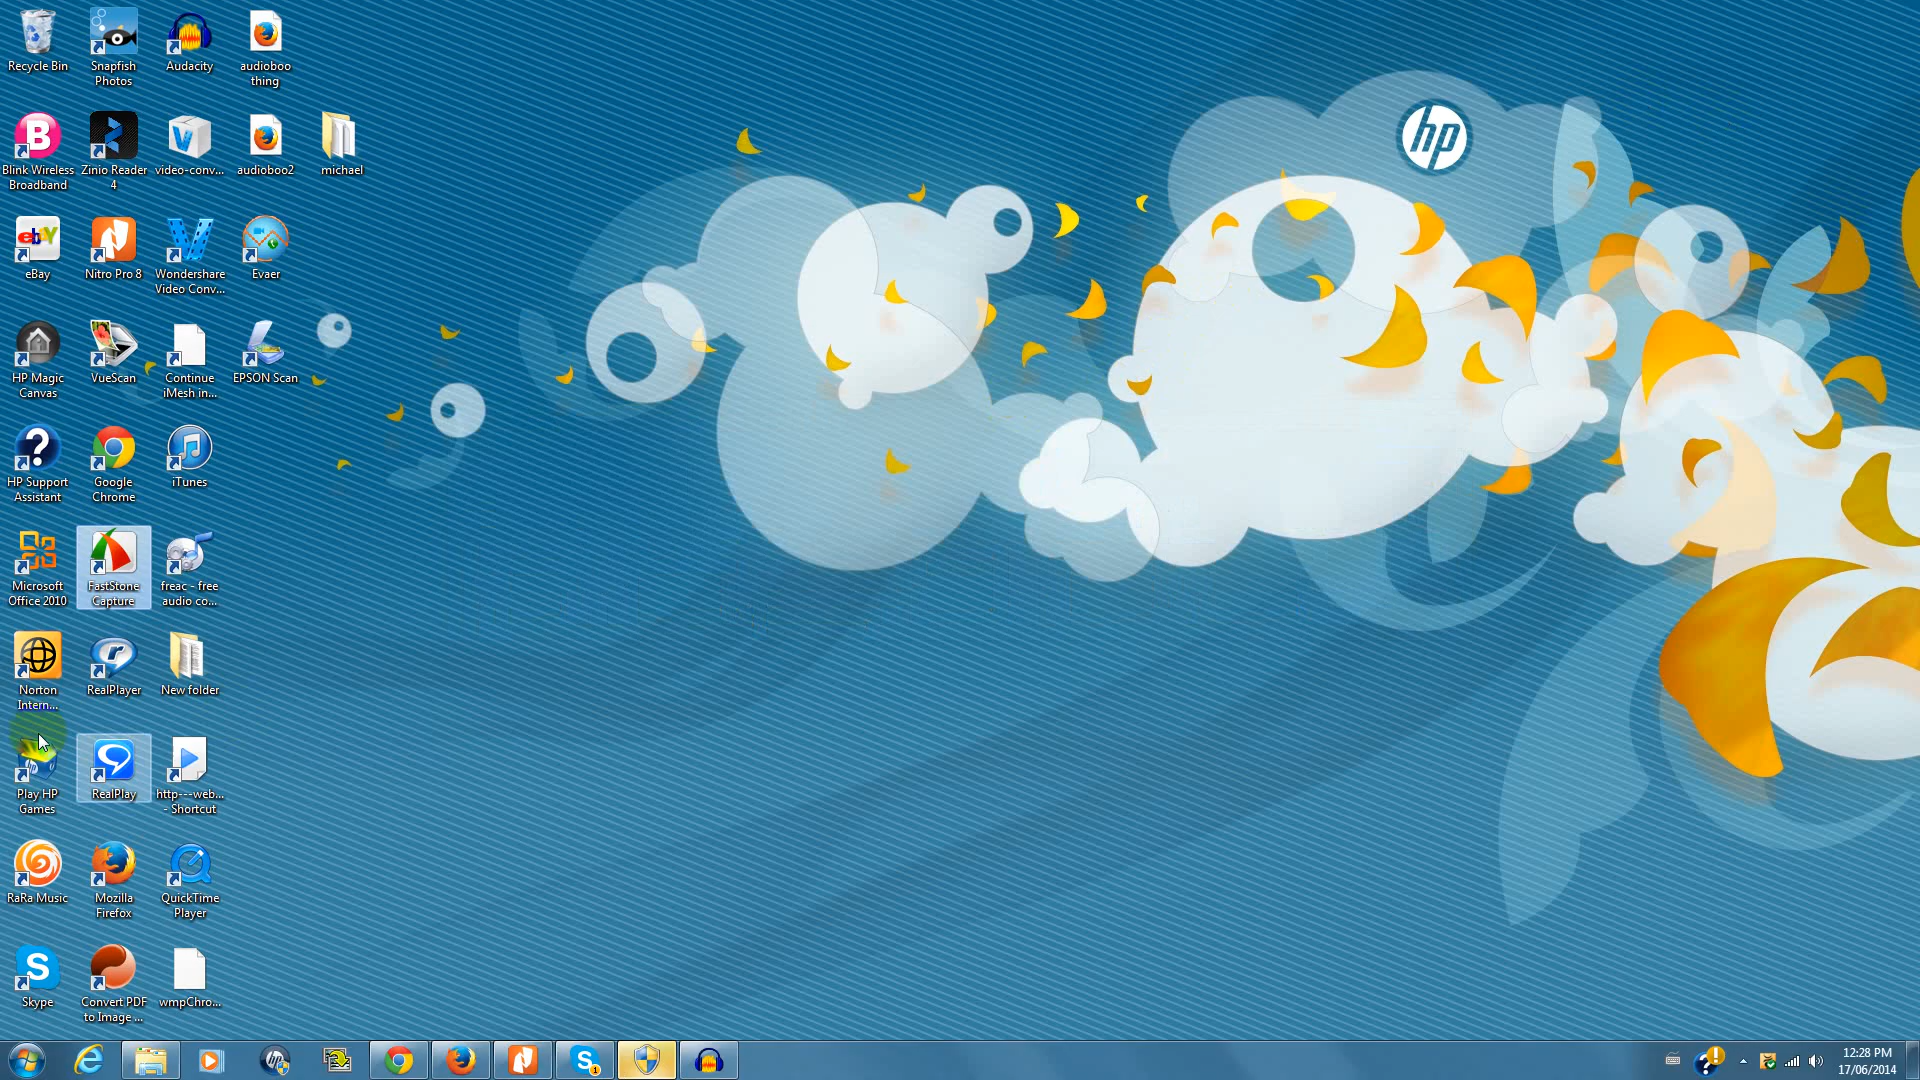 Recycle Bin
Snapfish
Photos
Audacity
audioboo
thing
B
Blink Wireless
Broadband
Zinio Reader
4
V
video-conv...
audioboo2
michael
hp
ebY
eBay
Nitro Pro 8
Wondershare
Video Conv...
Evaer
HP Magic
Canvas
VueScan
Continue
iMesh in...
EPSON Scan
?
HP Support
Assistant
Google
Chrome
iTunes
Microsoft
Office 2010
FastStone
Capture
freac - free
audio co...
Norton
Intern...
r
RealPlayer
New folder
Play HP
Games
RealPlay
http---web...
- Shortcut
RaRa Music
Mozilla
Firefox
QuickTime
Player
S
Skype
Convert PDF
to Image ...
wmpChro...
hp
S
1
12:28 PM
17/06/2014